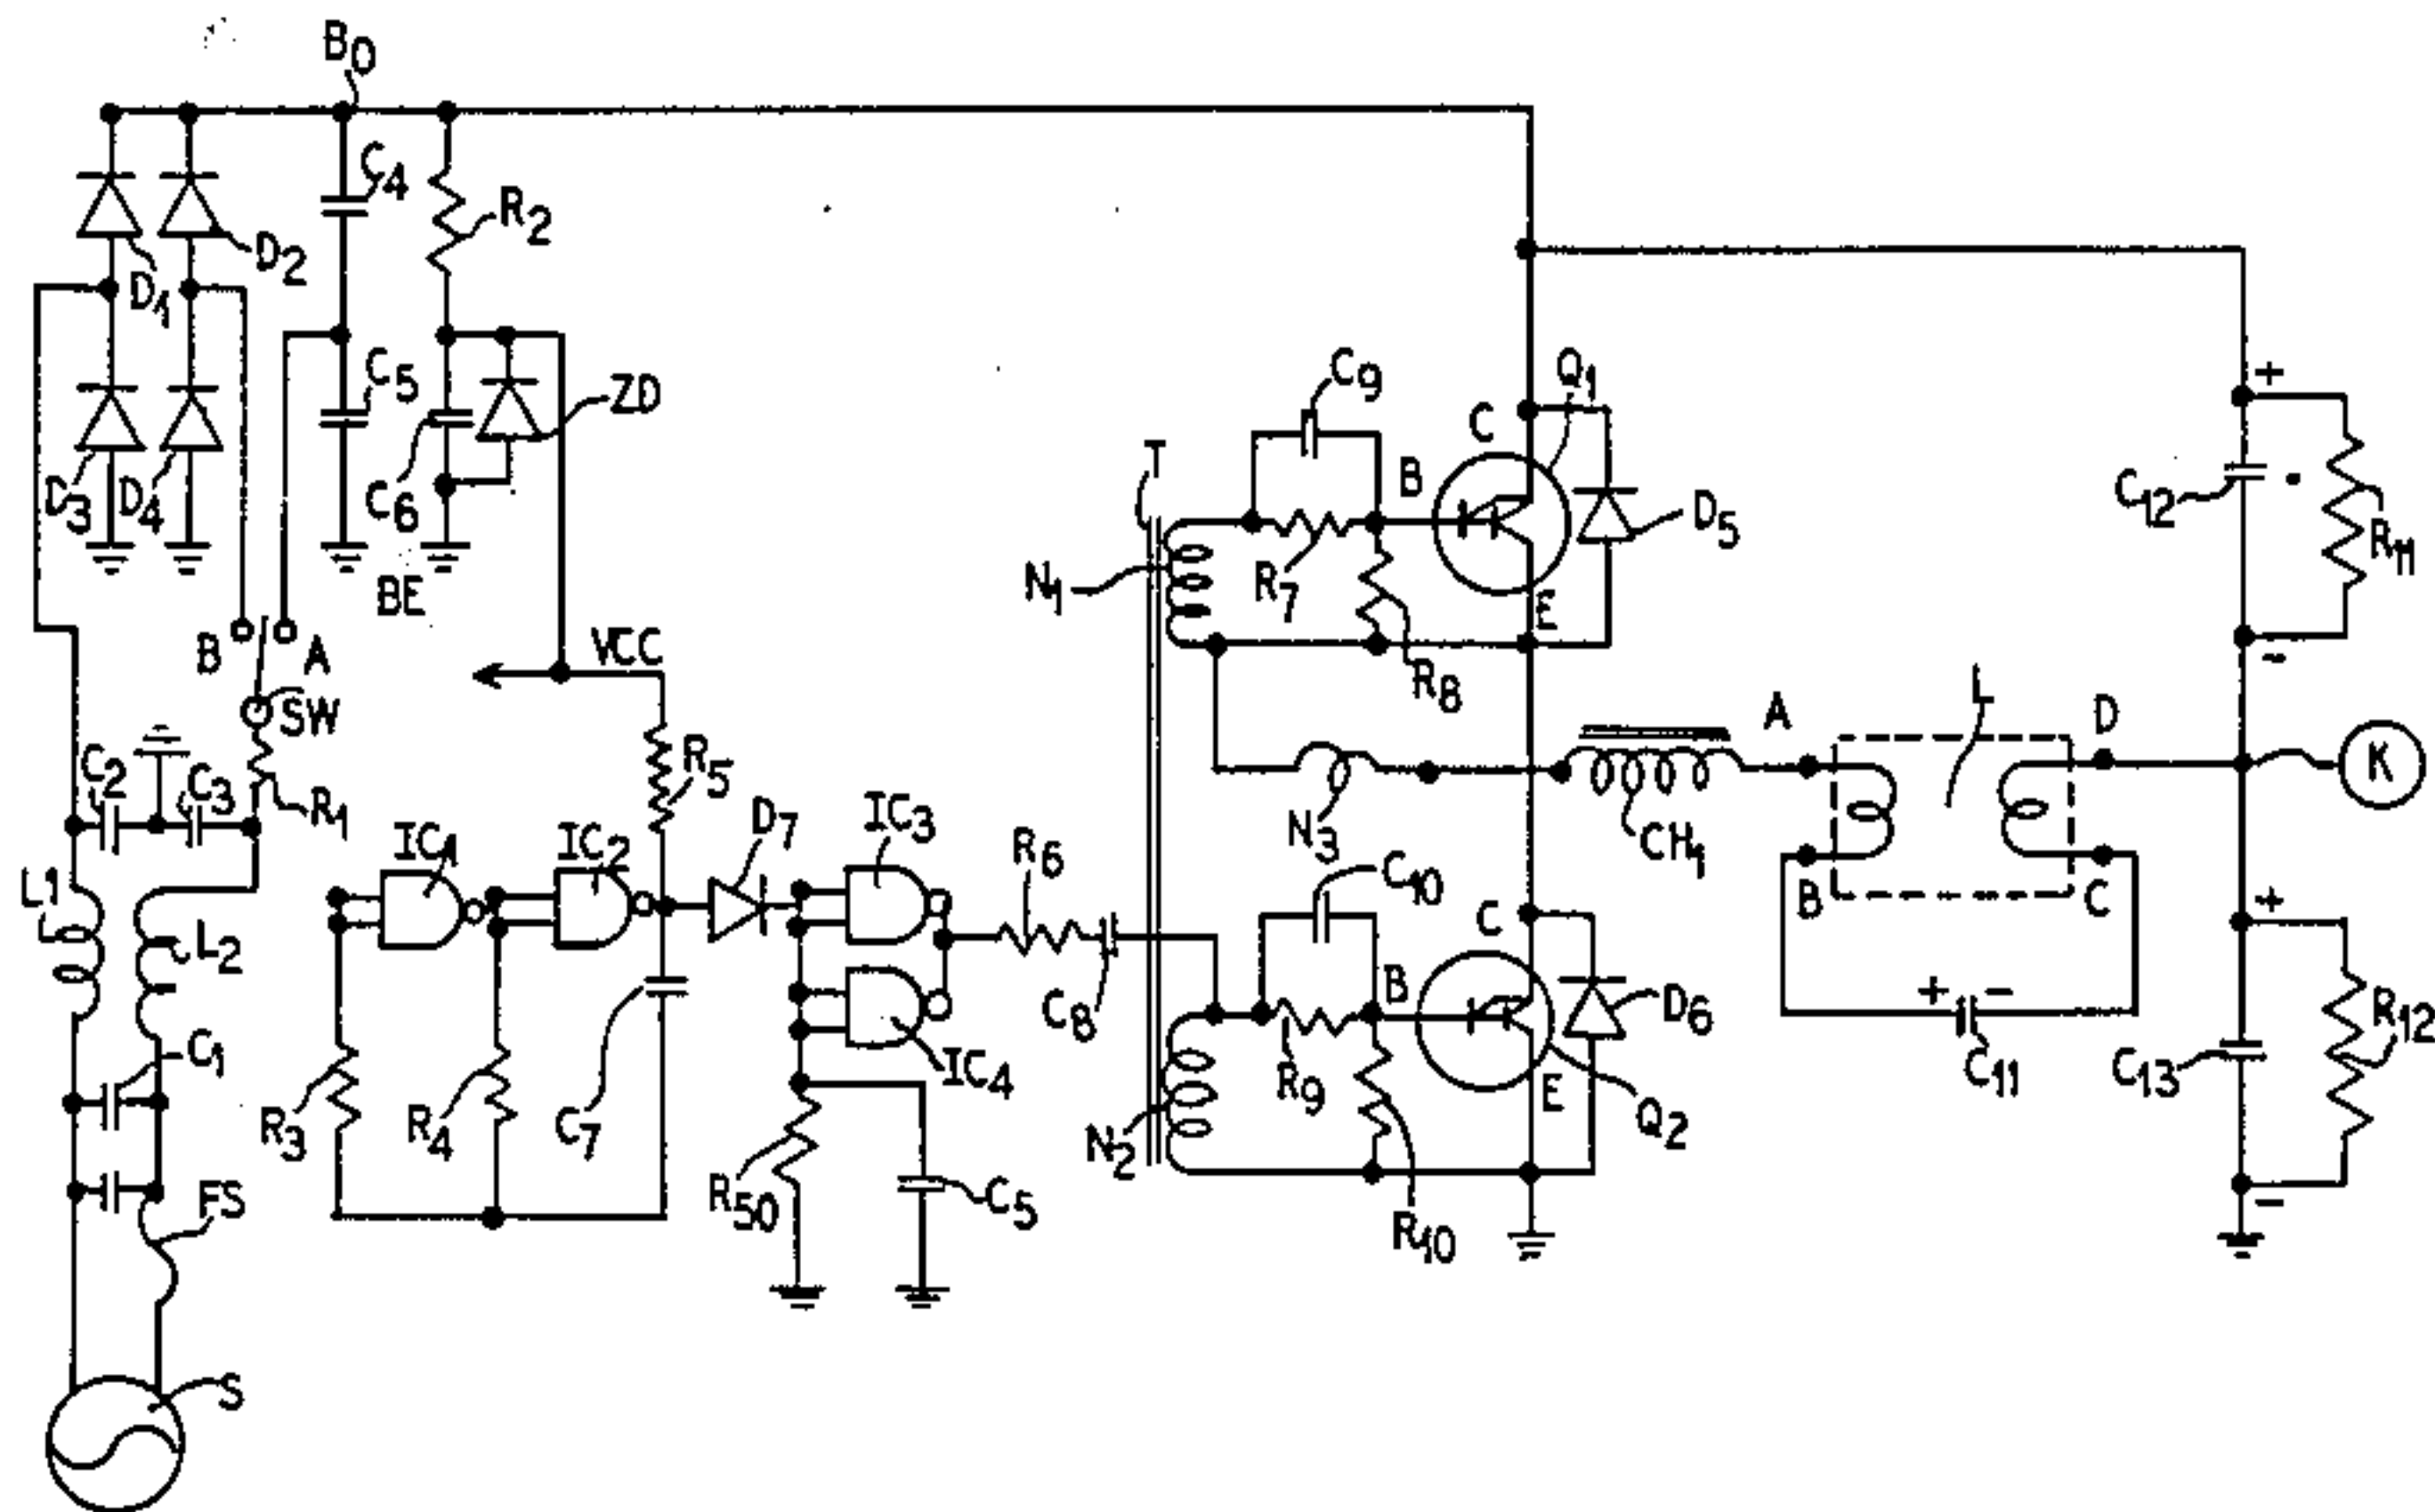 B0
C4
R2
D2
D1
C5
ZD
D3
D4
C6
BE
B
A
VCC
SW
C2
C3
R1
R5
L1
L2
C1
FS
S
IC1
IC2
D7
IC3
R6
IC4
R3
R4
C7
R50
C5
C8
T
C9
Q1
C
B
D5
N1
R7
E
R8
N3
CH1
A
L
D
B
C
C10
C
B
D6
R9
E
Q2
N2
R10
+ -
C11
+
C12
R11
-
K
+
C13
R12
-